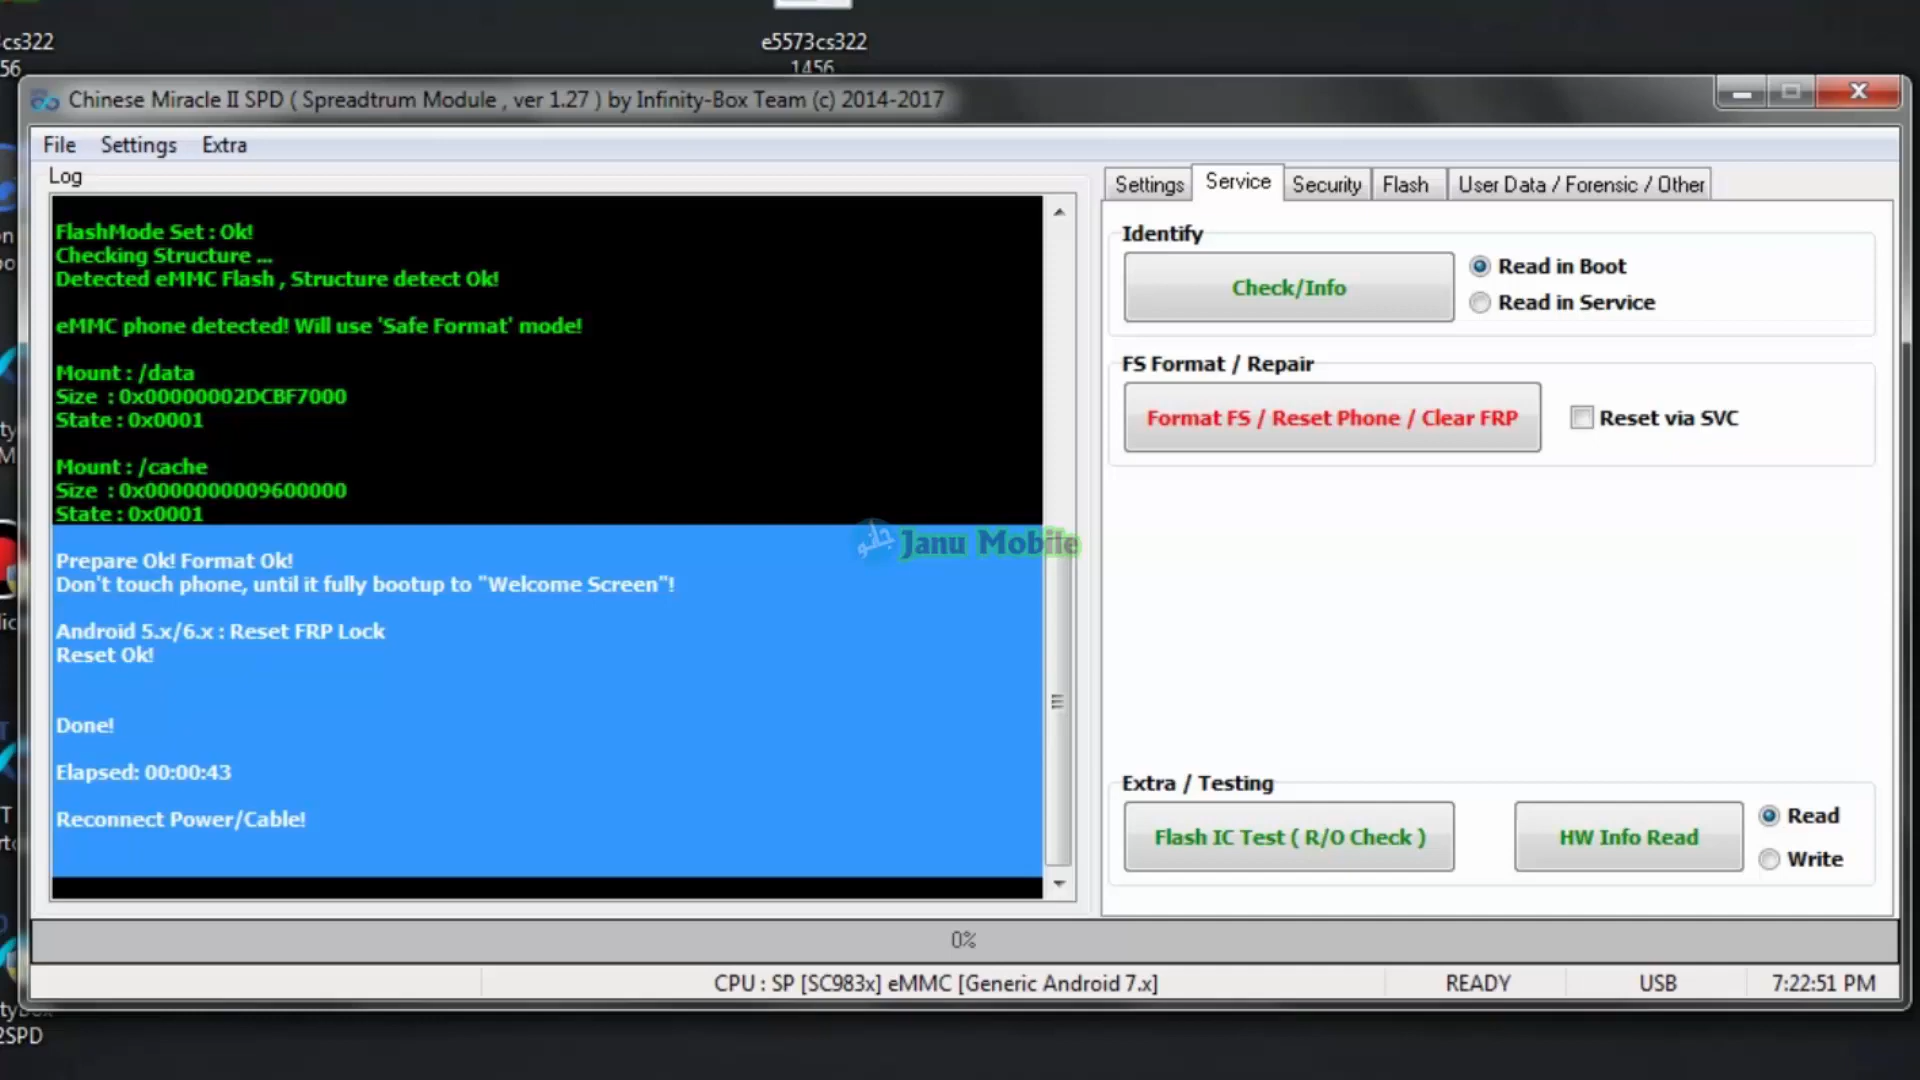 cs322
56
e5573cs322
1456
Chinese Miracle II SPD ( Spreadtrum Module , ver 1.27 ) by Infinity-Box Team (c) 2014-2017
File Settings Extra
Log
FlashMode Set : Ok!
Checking Structure ...
Detected eMMC Flash , Structure detect Ok!
eMMC phone detected! Will use 'Safe Format' mode!
Mount : /data
Size : 0x00000002DCBF7000
State : 0x0001
Mount : /cache
Size : 0x0000000009600000
State : 0x0001
Prepare Ok! Format Ok!
Don't touch phone, until it fully bootup to "Welcome Screen"!
Android 5.x/6.x : Reset FRP Lock
Reset Ok!
Done!
Elapsed: 00:00:43
Reconnect Power/Cable!
جانو Janu Mobile
Settings Service Security Flash User Data / Forensic / Other
Identify
Check/Info
Read in Boot
Read in Service
FS Format / Repair
Format FS / Reset Phone / Clear FRP
Reset via SVC
Extra / Testing
Flash IC Test ( R/O Check )
HW Info Read
Read
Write
0%
CPU : SP [SC983x] eMMC [Generic Android 7.x] READY USB 7:22:51 PM
2SPD